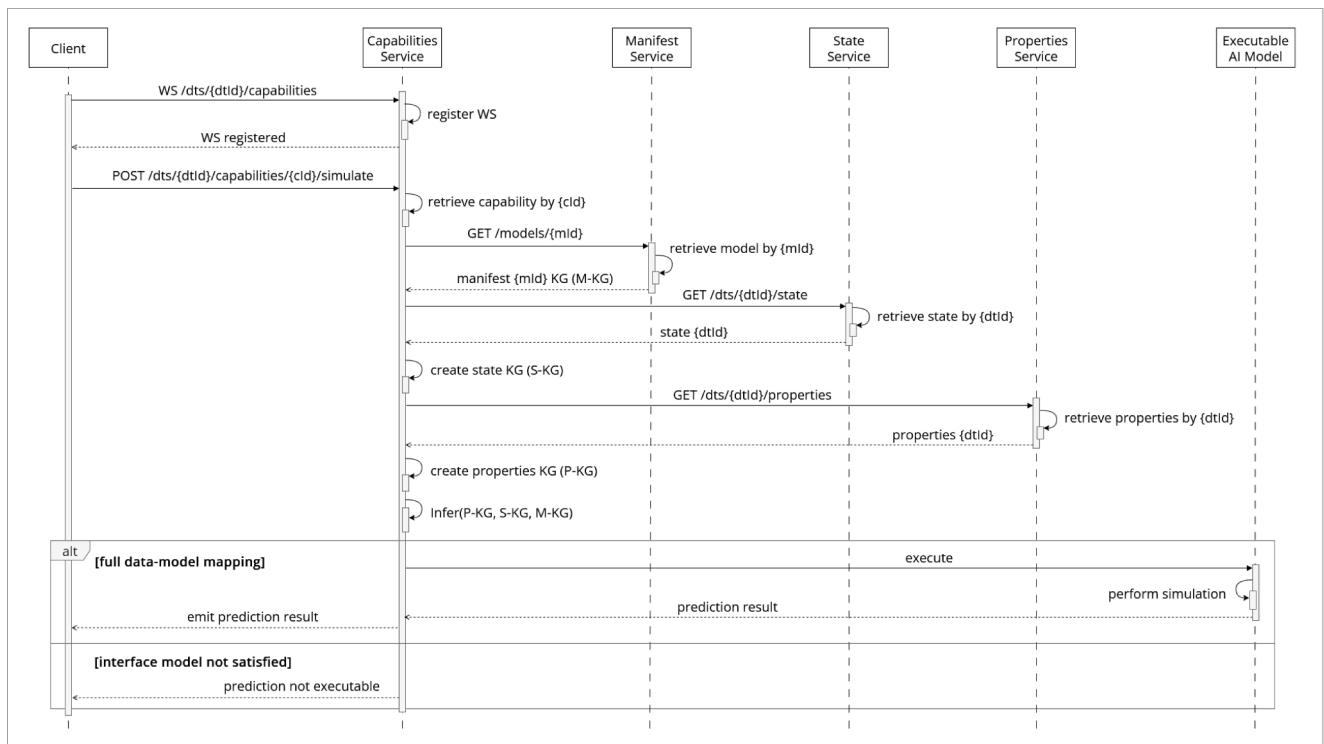 Client
Capabilities
Service
Manifest
Service
State
Service
Properties
Service
Executable
AI Model
WS /dts/{dtId}/capabilities
register WS
WS registered
POST /dts/{dtId}/capabilities/{cId}/simulate
retrieve capability by {cId}
GET /models/{mId}
retrieve model by {mId}
manifest {mId} KG (M-KG)
GET /dts/{dtId}/state
retrieve state by {dtId}
state {dtId}
create state KG (S-KG)
GET /dts/{dtId}/properties
retrieve properties by {dtId}
properties {dtId}
create properties KG (P-KG)
Infer(P-KG, S-KG, M-KG)
alt
[full data-model mapping]
execute
perform simulation
prediction result
emit prediction result
[interface model not satisfied]
prediction not executable